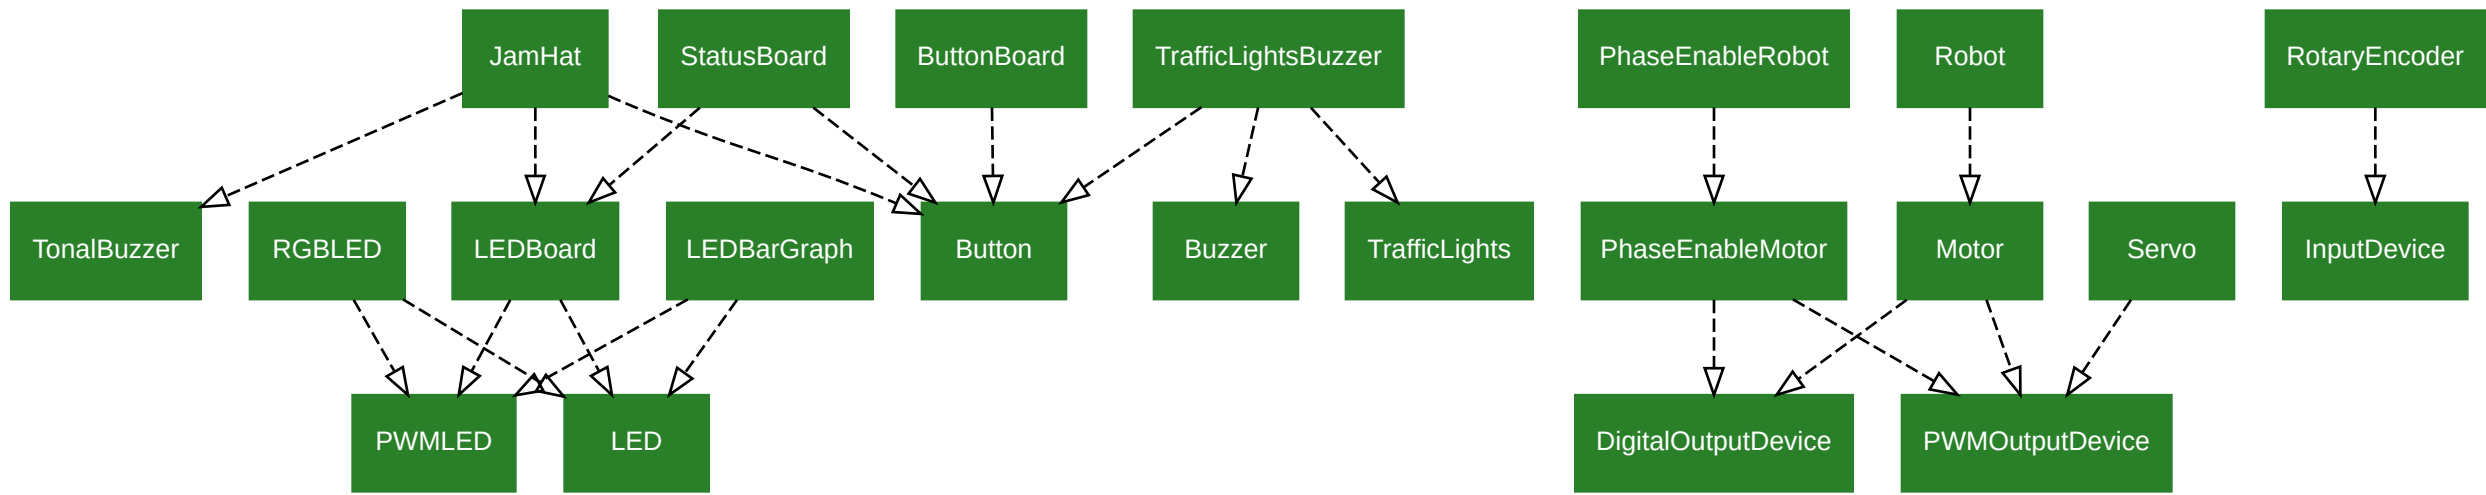 JamHat
StatusBoard
ButtonBoard
TrafficLightsBuzzer
PhaseEnableRobot
Robot
RotaryEncoder
TonalBuzzer
RGBLED
LEDBoard
LEDBarGraph
Button
Buzzer
TrafficLights
PhaseEnableMotor
Motor
Servo
InputDevice
PWMLED
LED
DigitalOutputDevice
PWMOutputDevice